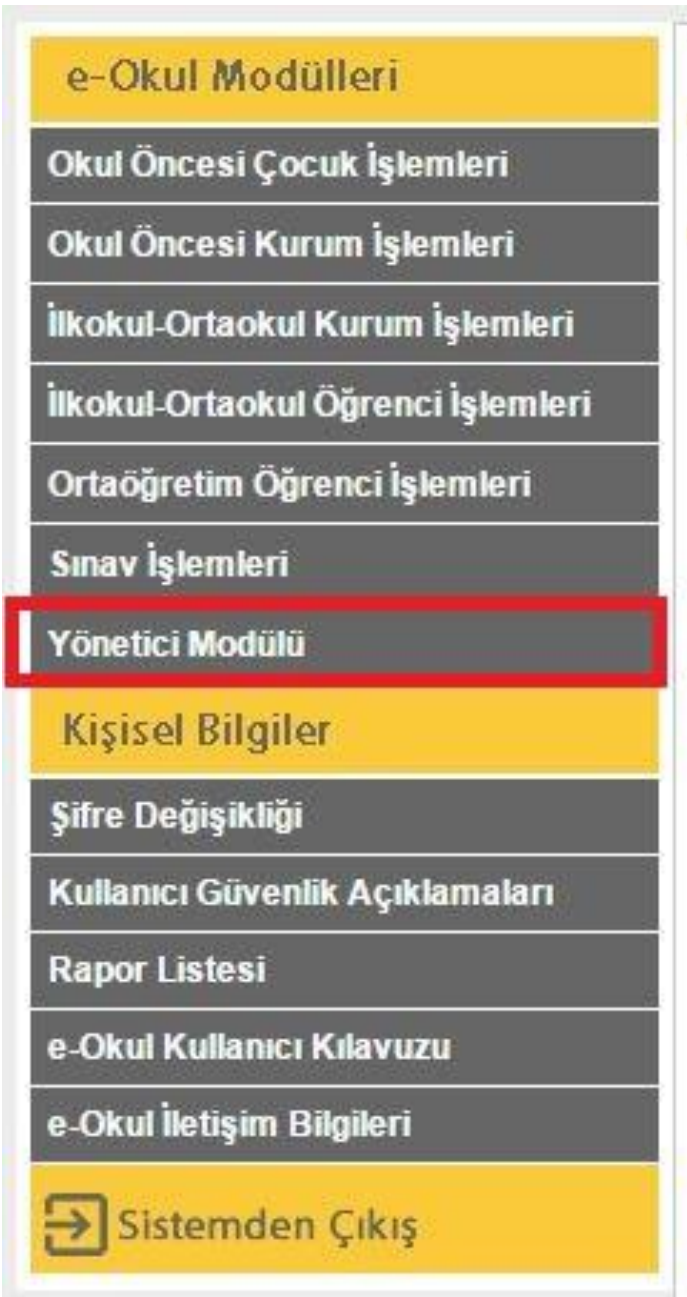 e-Okul Modülleri
Okul Öncesi Çocuk İşlemleri
Okul Öncesi Kurum İşlemleri
İlkokul-Ortaokul Kurum İşlemleri
İlkokul-Ortaokul Öğrenci İşlemleri
Ortaöğretim Öğrenci İşlemleri
Sınav İşlemleri
Yönetici Modülü
Kişisel Bilgiler
Şifre Değişikliği
Kullanıcı Güvenlik Açıklamaları
Rapor Listesi
e-Okul Kullanıcı Kılavuzu
e-Okul İletişim Bilgileri
Sistemden Çıkış